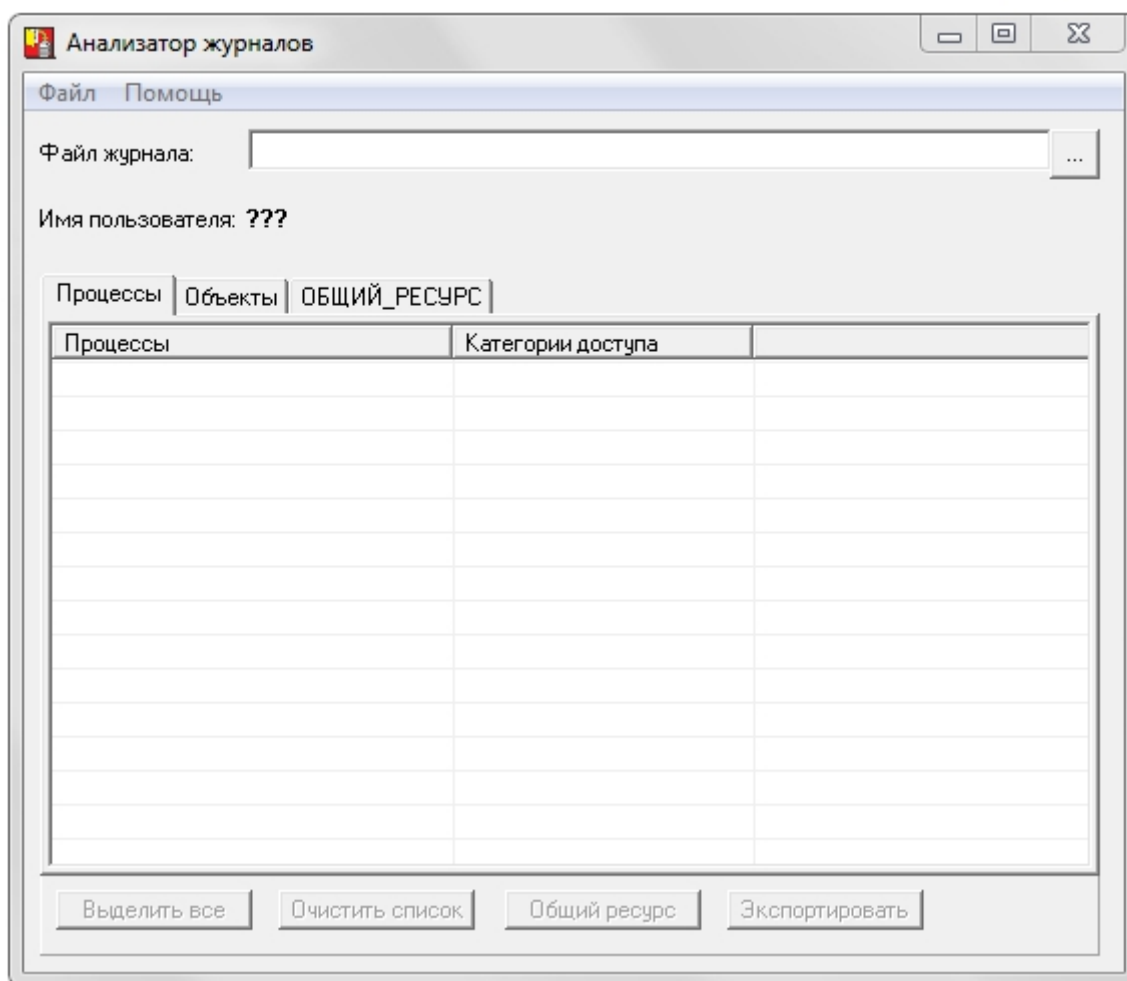 Анализатор журналов
Файл Помощь
Файл журнала: ...
Имя пользователя: ???
Процессы Объекты ОБЩИЙ_РЕСУРС
Процессы Категории доступа
Выделить все Очистить список Общий ресурс Экспортировать